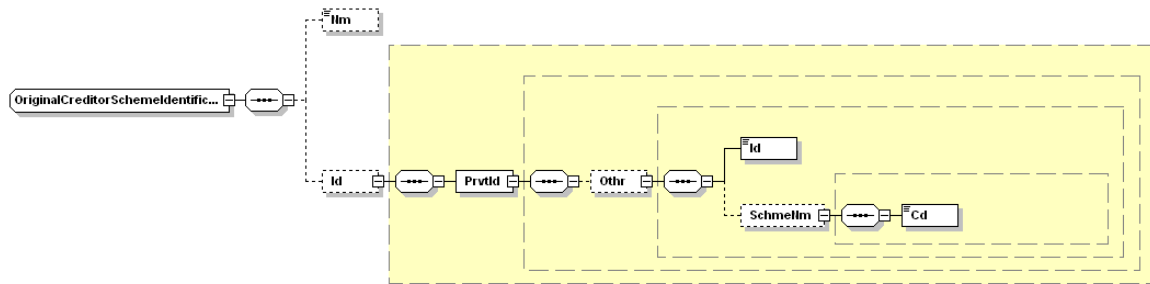 Nm
OriginalCreditorSchemeIdentific...
Id
PrvtId
Othr
Id
SchmeNm
Cd